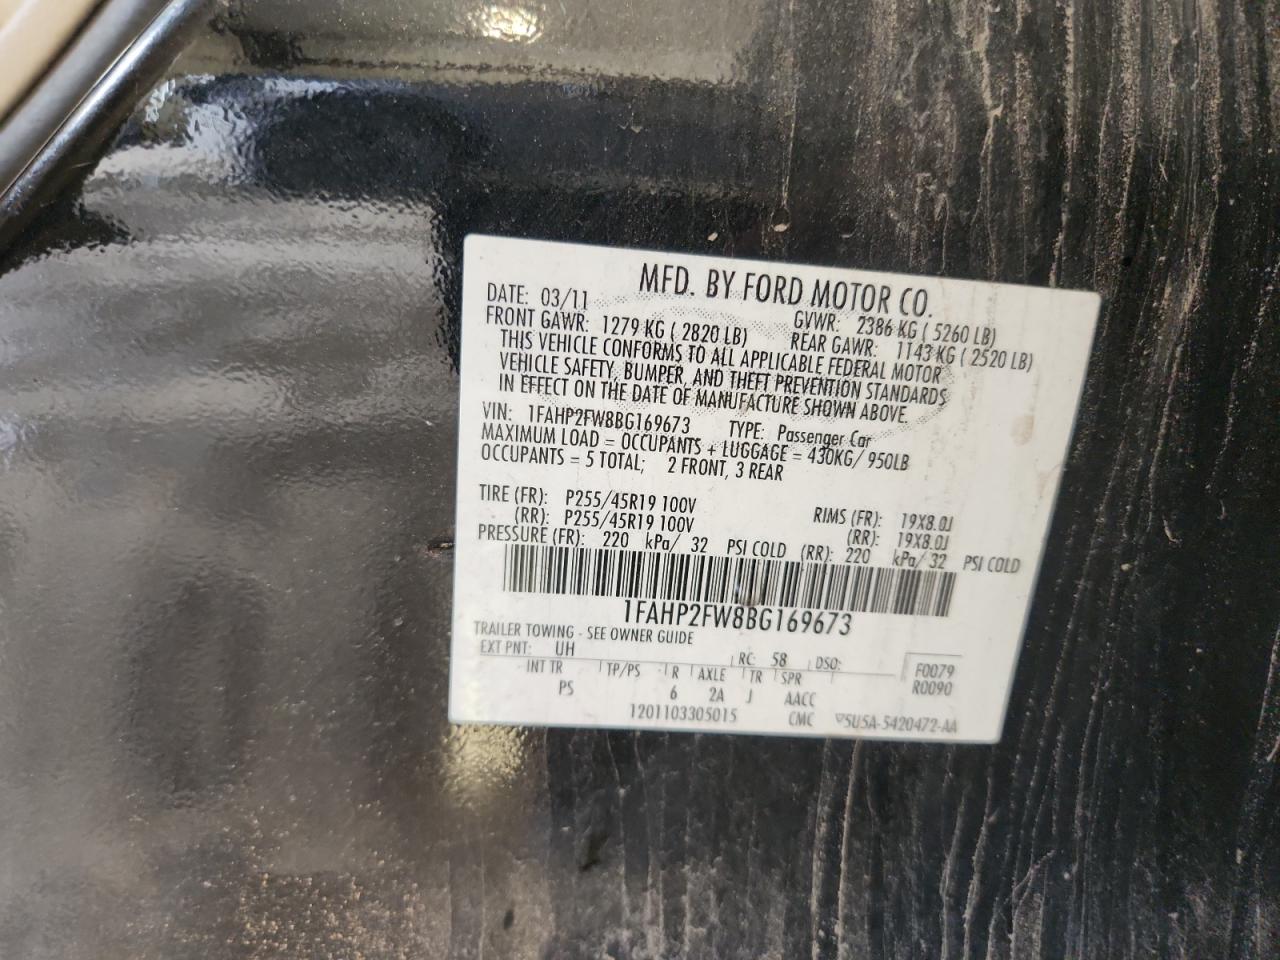 MFD. BY FORD MOTOR CO.
DATE: 03/11 GVWR: 2386 KG ( 5260 LB)
FRONT GAWR: 1279 KG ( 2820 LB) REAR GAWR: 1143 KG ( 2520 LB)
THIS VEHICLE CONFORMS TO ALL APPLICABLE FEDERAL MOTOR
VEHICLE SAFETY, BUMPER, AND THEFT PREVENTION STANDARDS
IN EFFECT ON THE DATE OF MANUFACTURE SHOWN ABOVE.
VIN: 1FAHP2FW8BG169673 TYPE: Passenger Car
MAXIMUM LOAD = OCCUPANTS + LUGGAGE = 430KG/ 950LB
OCCUPANTS = 5 TOTAL; 2 FRONT, 3 REAR
TIRE (FR): P255/45R19 100V RIMS (FR): 19X8.0J
(RR): P255/45R19 100V (RR): 19X8.0J
PRESSURE (FR): 220 kPa/ 32 PSI COLD (RR): 220 kPa/ 32 PSI COLD
1FAHP2FW8BG169673
TRAILER TOWING - SEE OWNER GUIDE
EXT PNT: UH RC: 58 DSO: F0079
INT TR TP/PS R AXLE TR SPR R0090
PS 6 2A J AACC
1201103305015 CMC ▽5U5A-5420472-AA